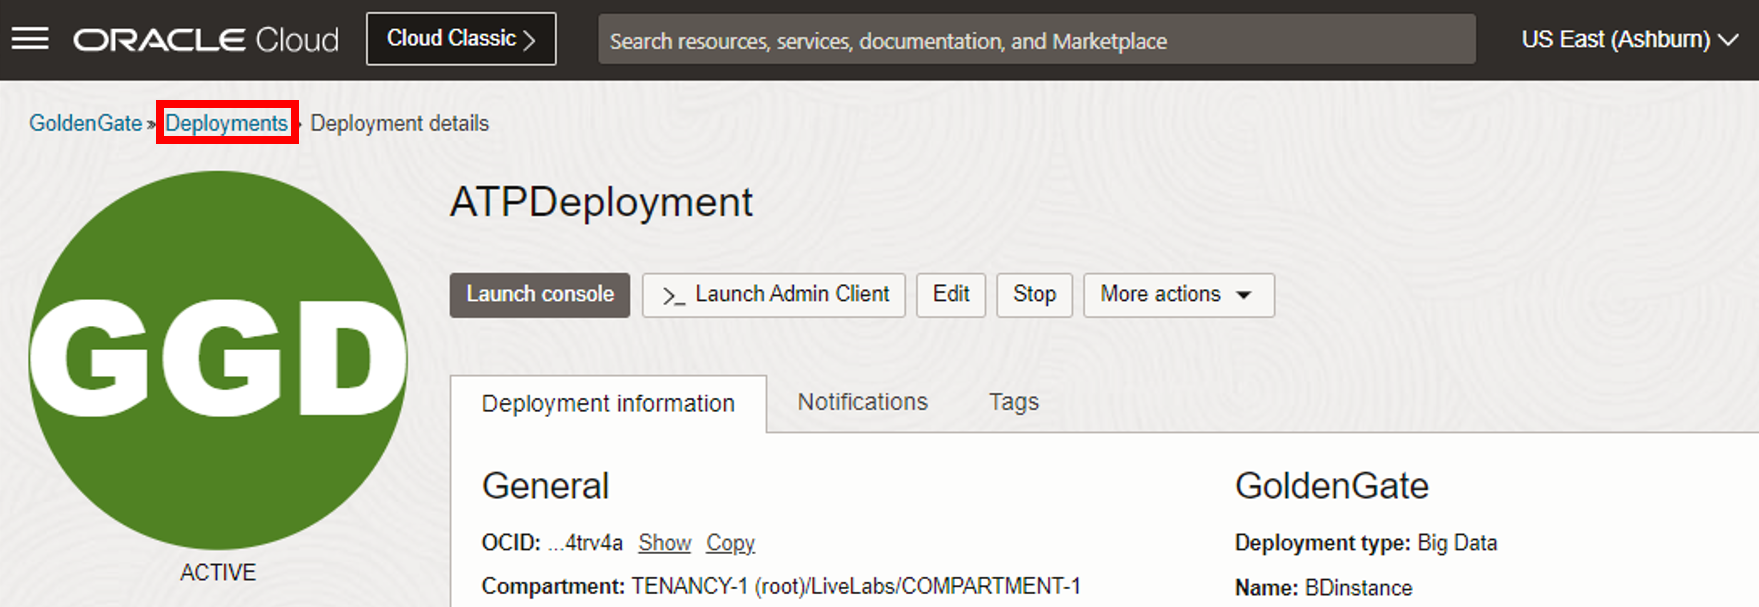 ORACLE Cloud Cloud Classic > Search resources, services, documentation, and Marketplace US East (Ashburn)
GoldenGate » Deployments › Deployment details
ATPDeployment
Launch console >_ Launch Admin Client Edit Stop More actions
GGD
ACTIVE
Deployment information Notifications Tags
General
OCID: ...4trv4a Show Copy
Compartment: TENANCY-1 (root)/LiveLabs/COMPARTMENT-1
GoldenGate
Deployment type: Big Data
Name: BDinstance